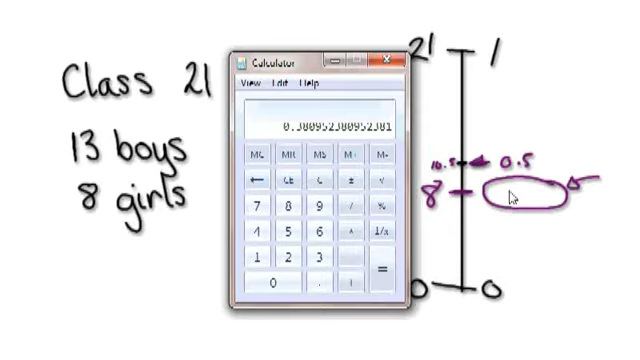 Class 21
13 boys
8 girls
Calculator
View Edit Help
0.380952380952381
MC MR MS M+ M-
← CE C ± √
7 8 9 / %
4 5 6 * 1/x
1 2 3
=
0 .
21 1
10.5 0.5
8
0 0